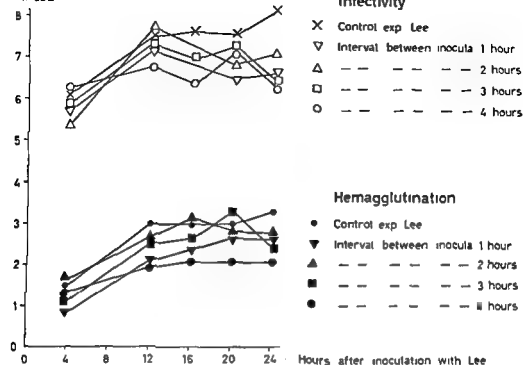 Infectivity
Control exp Lee
Interval between inocula 1 hour
— — — — 2 hours
— — — — 3 hours
— — — — 4 hours
Hemagglutination
Control exp Lee
Interval between inocula 1 hour
— — — — 2 hours
— — — — 3 hours
— — — — 4 hours
8
7
6
5
4
3
2
1
0
0 4 8 12 16 20 24
Hours after inoculation with Lee